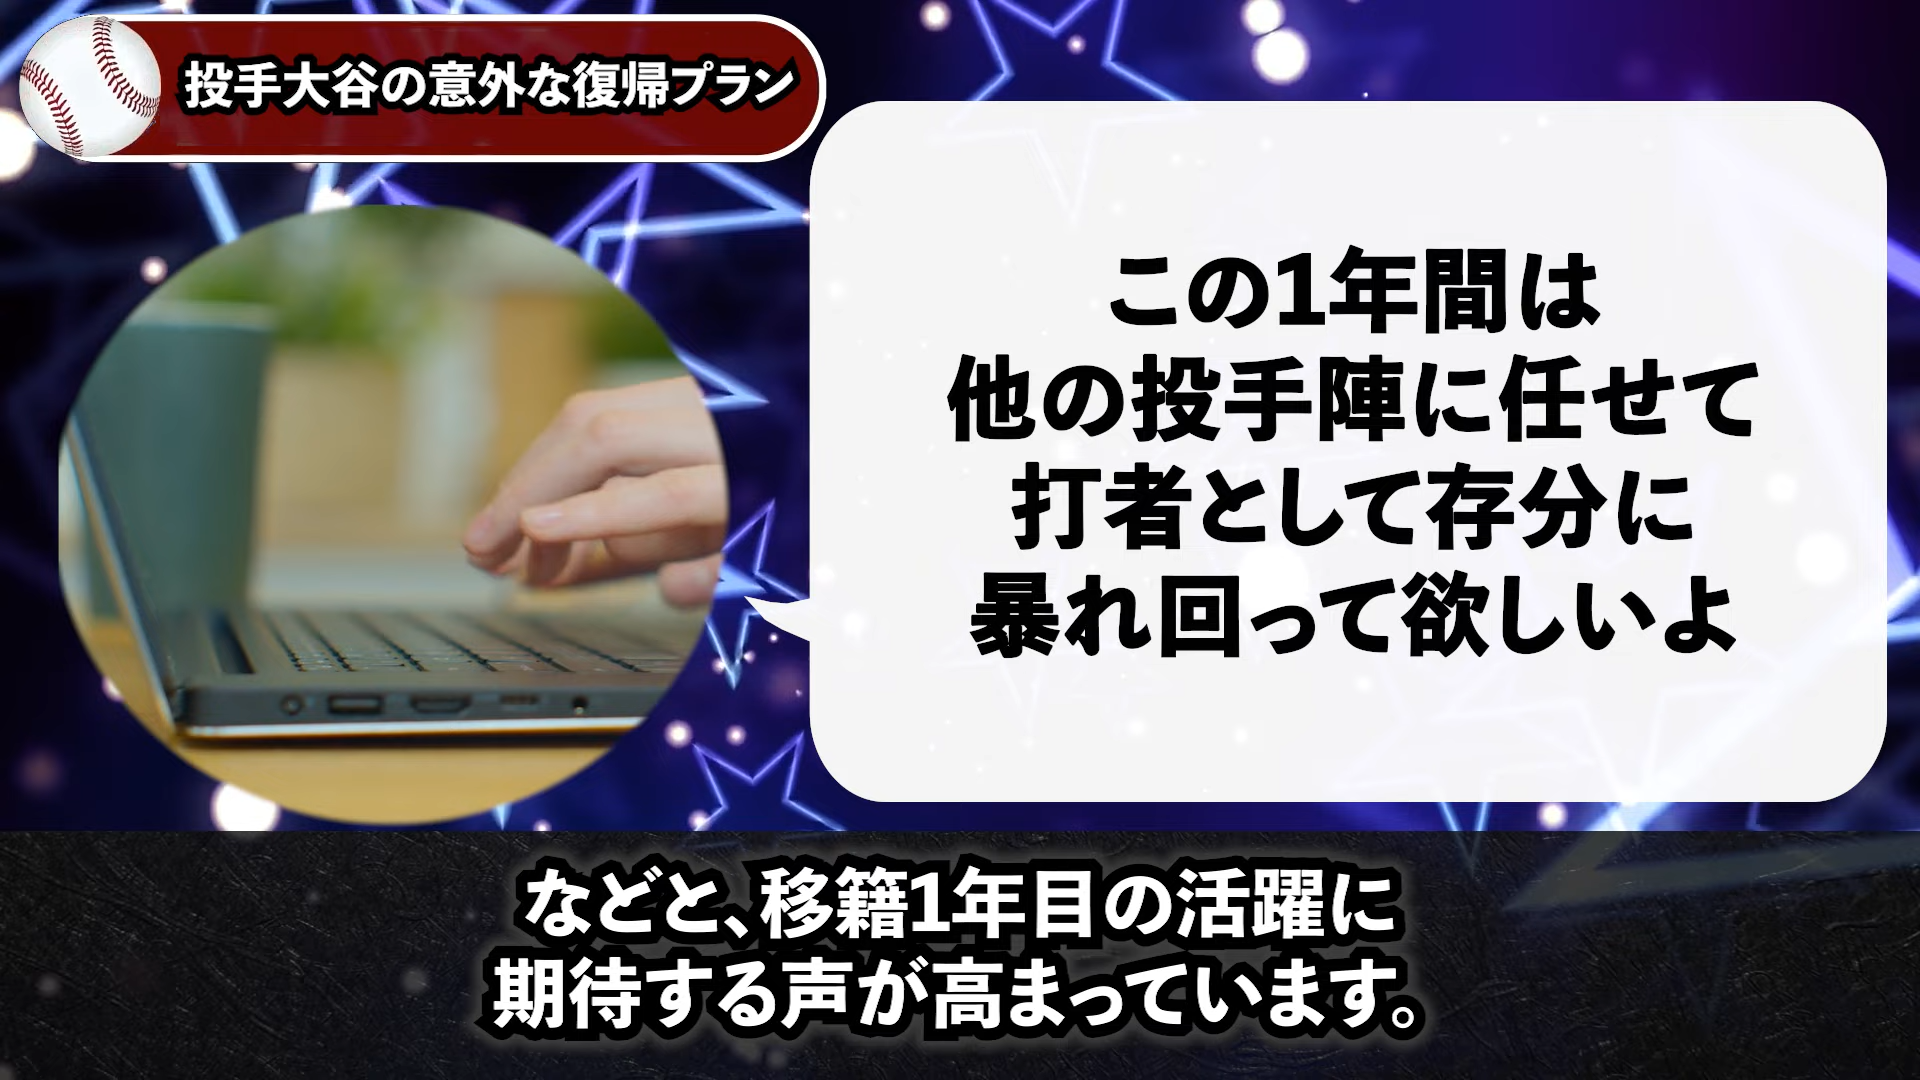 投手大谷の意外な復帰プラン
この1年間は
他の投手陣に任せて
打者として存分に
暴れ回って欲しいよ
などと、移籍1年目の活躍に
期待する声が高まっています。